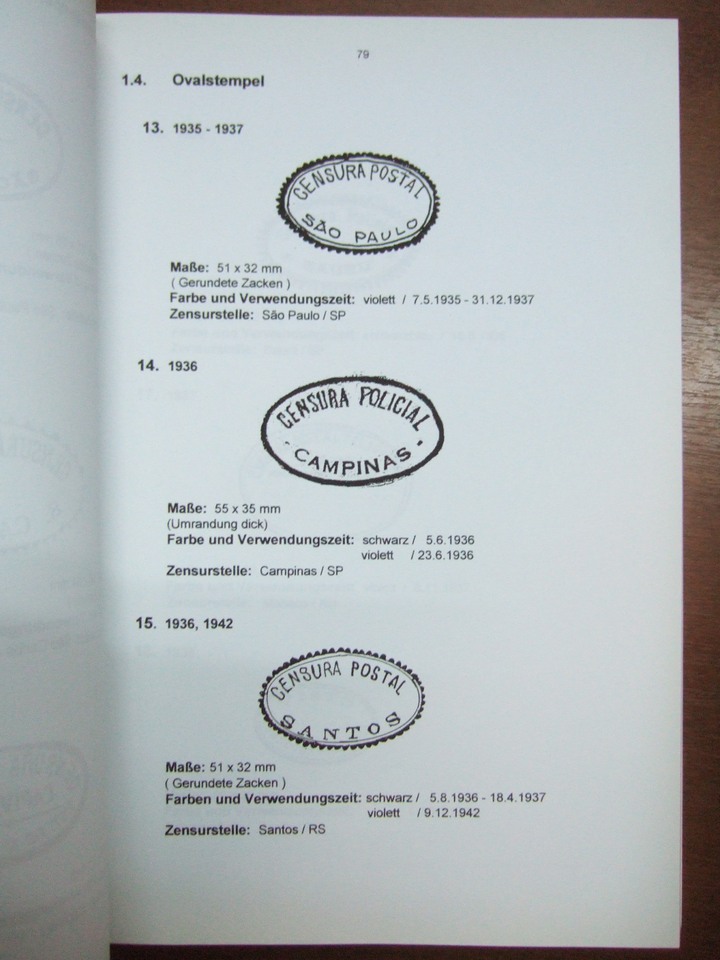 79
1.4. Ovalstempel
13. 1935 - 1937
CENSURA POSTAL
SÃO PAULO
Maße: 51 x 32 mm
( Gerundete Zacken )
Farbe und Verwendungszeit: violett / 7.5.1935 - 31.12.1937
Zensurstelle: São Paulo / SP
14. 1936
CENSURA POLICIAL
- CAMPINAS -
Maße: 55 x 35 mm
(Umrandung dick)
Farbe und Verwendungszeit: schwarz / 5.6.1936
violett / 23.6.1936
Zensurstelle: Campinas / SP
15. 1936, 1942
CENSURA POSTAL
SANTOS
Maße: 51 x 32 mm
( Gerundete Zacken )
Farben und Verwendungszeit: schwarz / 5.8.1936 - 18.4.1937
violett / 9.12.1942
Zensurstelle: Santos / RS